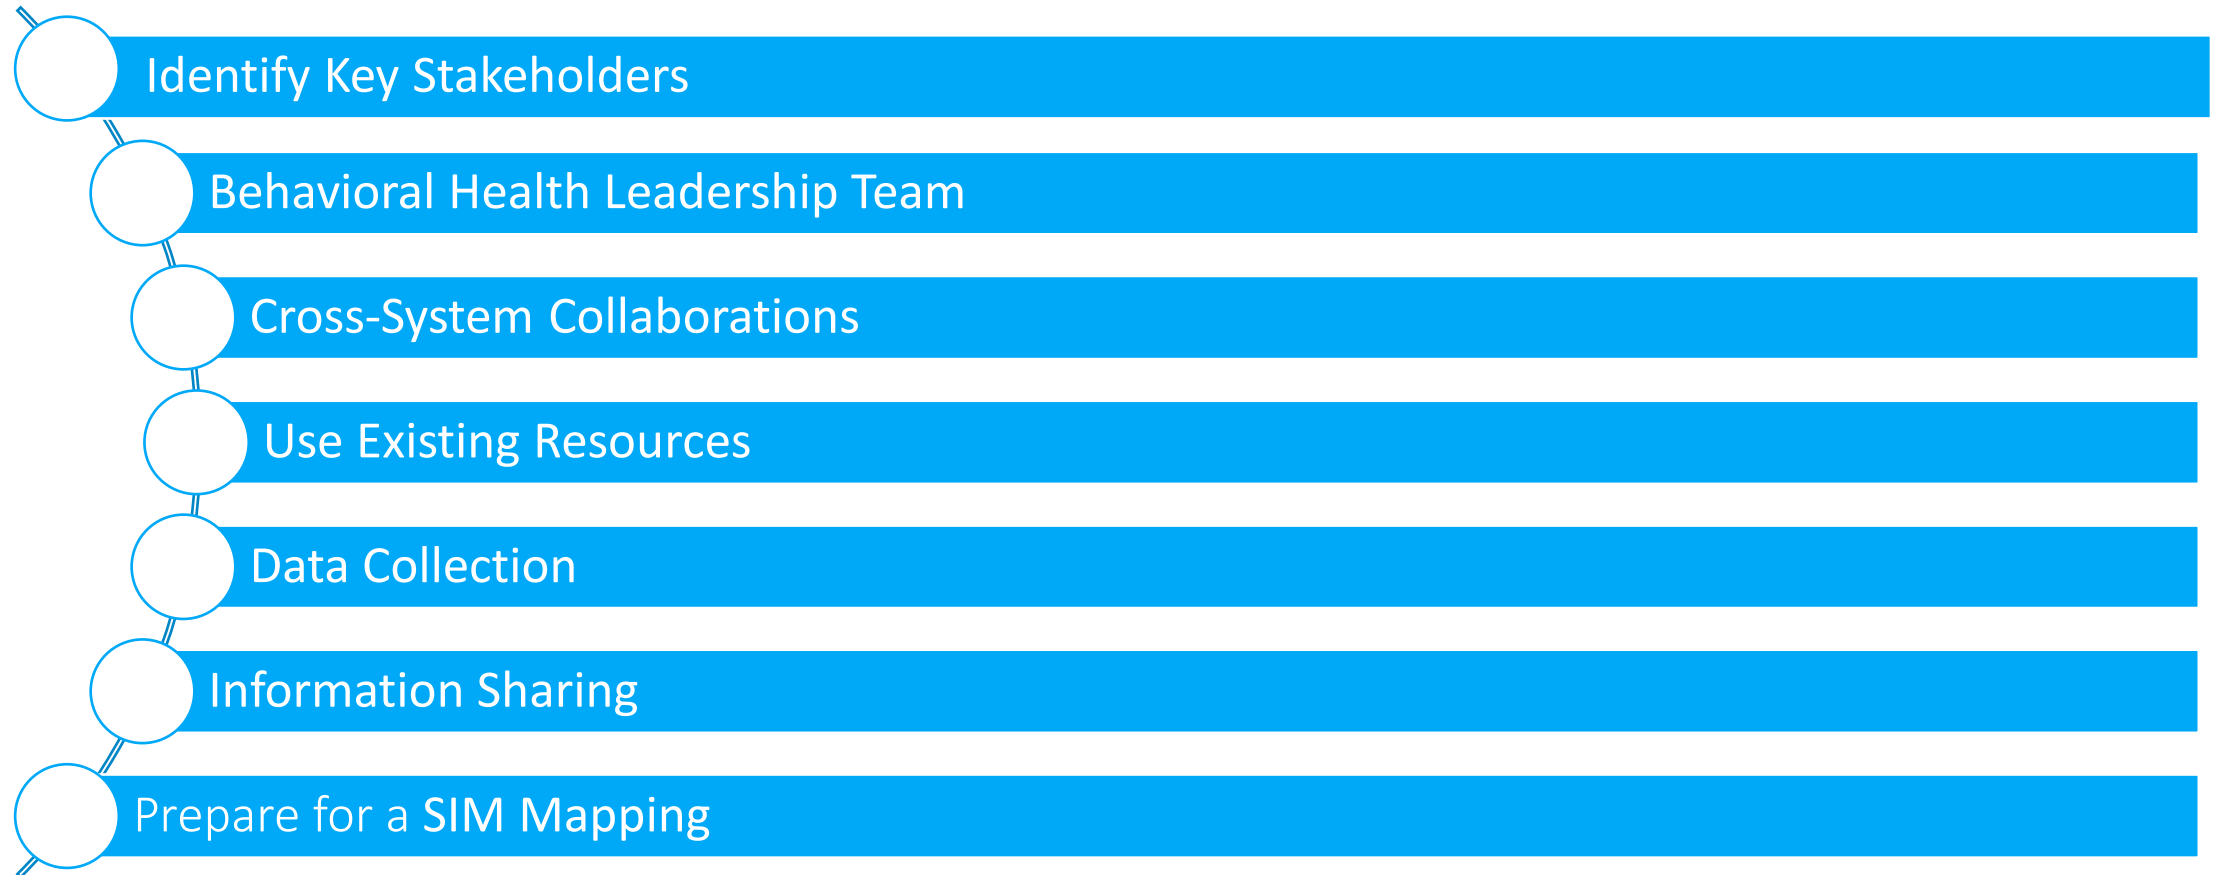 Identify Key Stakeholders
Behavioral Health Leadership Team
Cross-System Collaborations
Use Existing Resources
Data Collection
Information Sharing
Prepare for a SIM Mapping